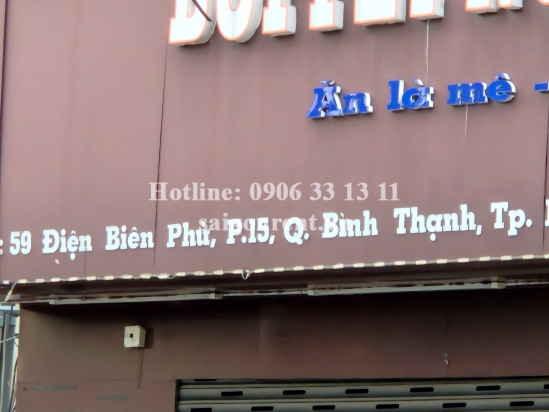 Ăn là mê -
Hotline: 0906 33 13 11
: 59 Điện Biên Phủ, P.15, Q. Bình Thạnh, Tp.